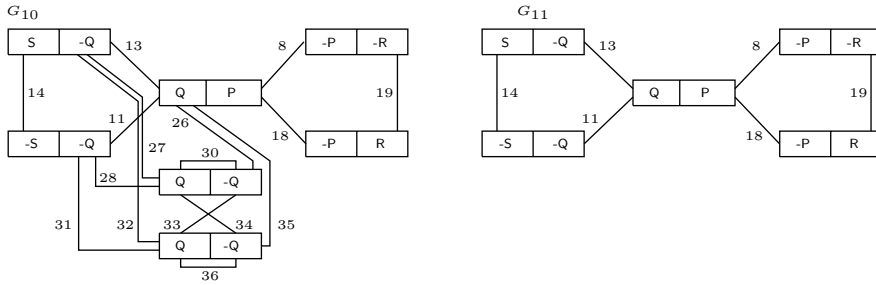 G10 G11
S -Q 13 8 -P -R S -Q 13 8 -P -R
14 Q P 19 14 Q P 19
11 26 18 11 18
-S -Q -P R -S -Q -P R
27 30
28 Q -Q
31 32 33 34 35
Q -Q
36